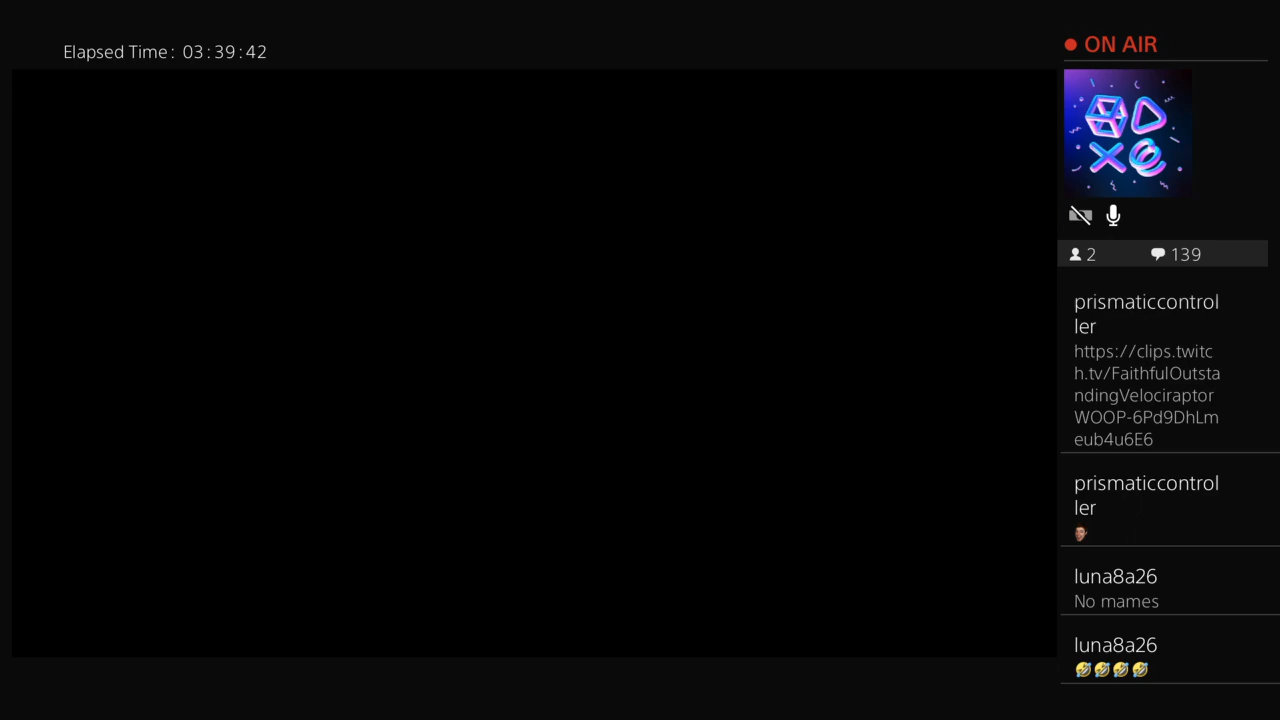 Elapsed Time: 03:39:42
ON AIR
2 139
prismaticcontrol
ler
https://clips.twitc
h.tv/FaithfulOutsta
ndingVelociraptor
WOOP-6Pd9DhLm
eub4u6E6
prismaticcontrol
ler
luna8a26
No mames
luna8a26
🤣🤣🤣🤣